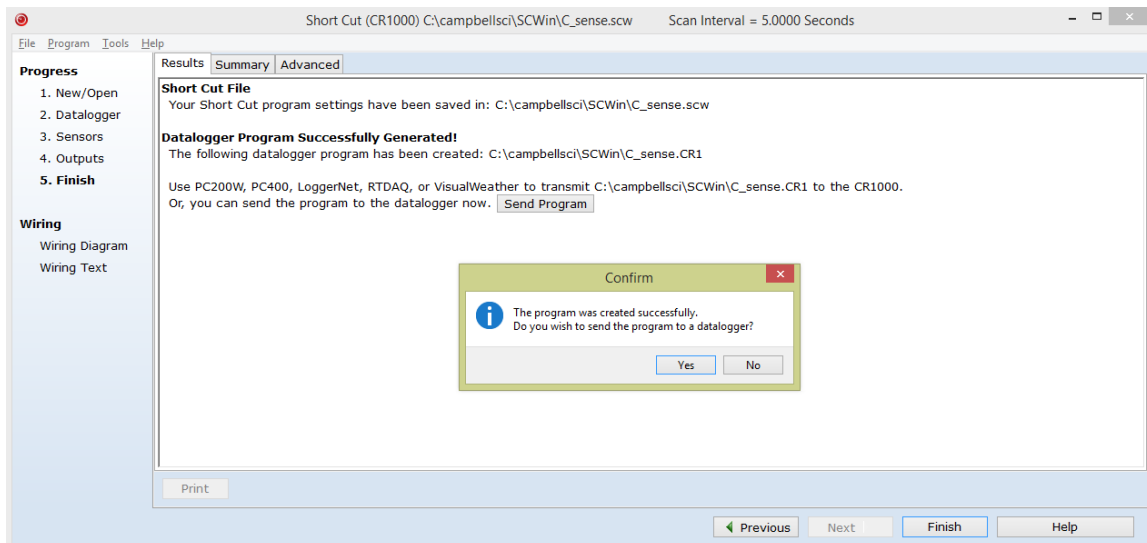 Short Cut (CR1000) C:\campbellsci\SCWin\C_sense.scw Scan Interval = 5.0000 Seconds
File Program Tools Help
Progress
1. New/Open
2. Datalogger
3. Sensors
4. Outputs
5. Finish
Wiring
Wiring Diagram
Wiring Text
Results Summary Advanced
Short Cut File
Your Short Cut program settings have been saved in: C:\campbellsci\SCWin\C_sense.scw
Datalogger Program Successfully Generated!
The following datalogger program has been created: C:\campbellsci\SCWin\C_sense.CR1
Use PC200W, PC400, LoggerNet, RTDAQ, or VisualWeather to transmit C:\campbellsci\SCWin\C_sense.CR1 to the CR1000.
Or, you can send the program to the datalogger now. Send Program
Confirm
The program was created successfully.
Do you wish to send the program to a datalogger?
Yes No
Print
Previous Next Finish Help